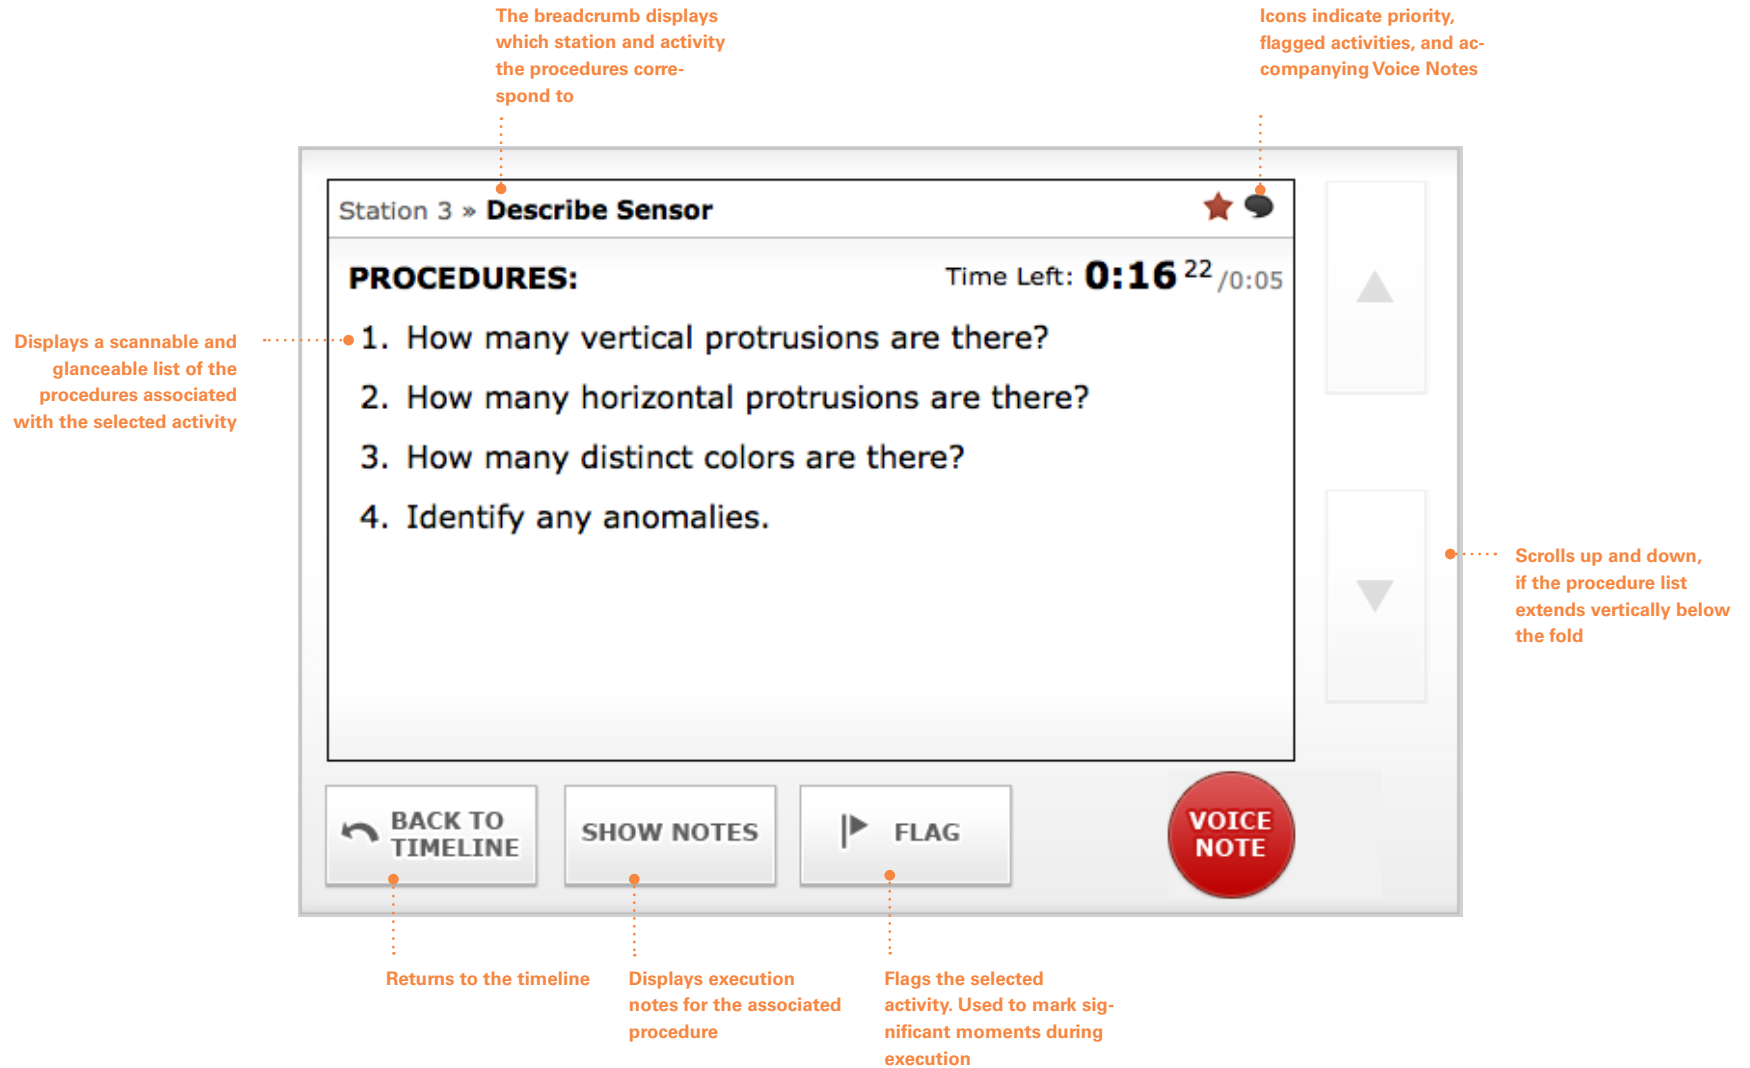 The breadcrumb displays
which station and activity
the procedures corre-
spond to
Icons indicate priority,
flagged activities, and ac-
companying Voice Notes
Station 3 » Describe Sensor
PROCEDURES:
Time Left: 0:16 22 /0:05
1. How many vertical protrusions are there?
2. How many horizontal protrusions are there?
3. How many distinct colors are there?
4. Identify any anomalies.
Displays a scannable and
glanceable list of the
procedures associated
with the selected activity
Scrolls up and down,
if the procedure list
extends vertically below
the fold
BACK TO
TIMELINE
SHOW NOTES
FLAG
VOICE
NOTE
Returns to the timeline
Displays execution
notes for the associated
procedure
Flags the selected
activity. Used to mark sig-
nificant moments during
execution